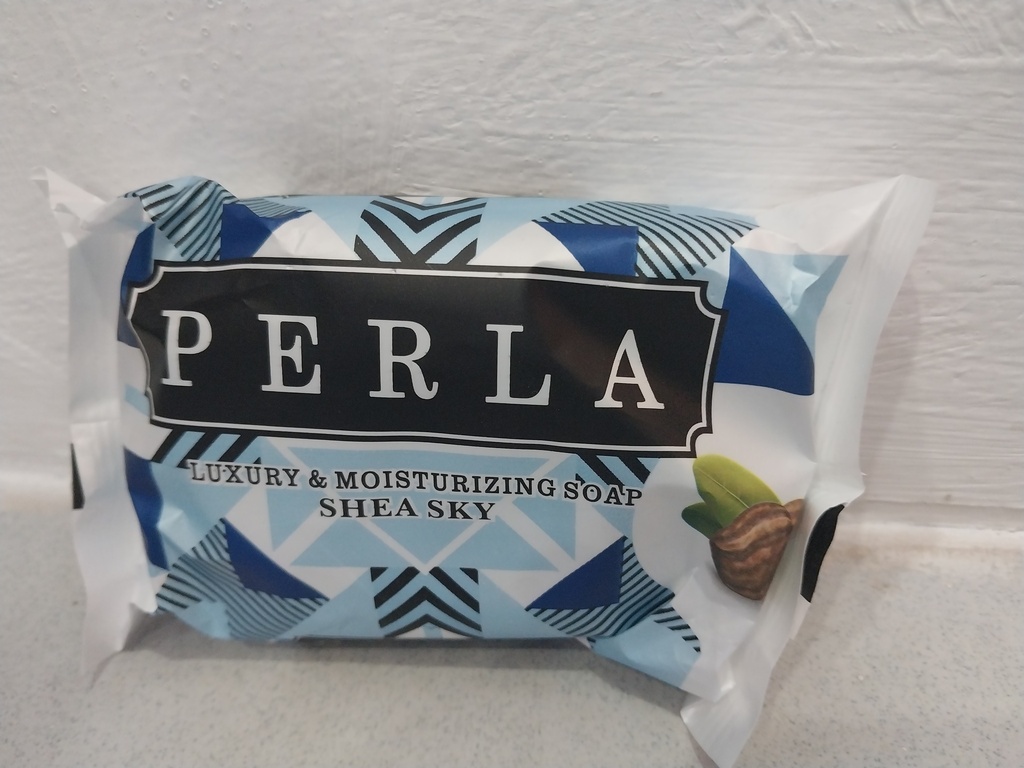 PERLA
LUXURY & MOISTURIZING SOAP
SHEA SKY